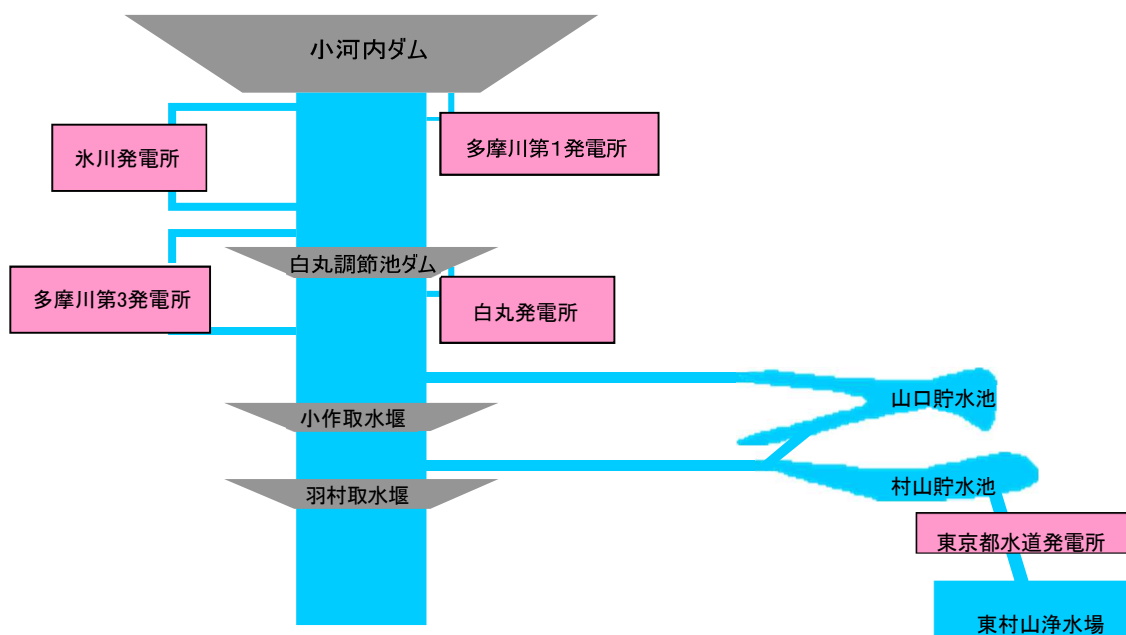 小河内ダム
氷川発電所
多摩川第1発電所
白丸調節池ダム
多摩川第3発電所
白丸発電所
山口貯水池
小作取水堰
村山貯水池
羽村取水堰
東京都水道発電所
東村山浄水場